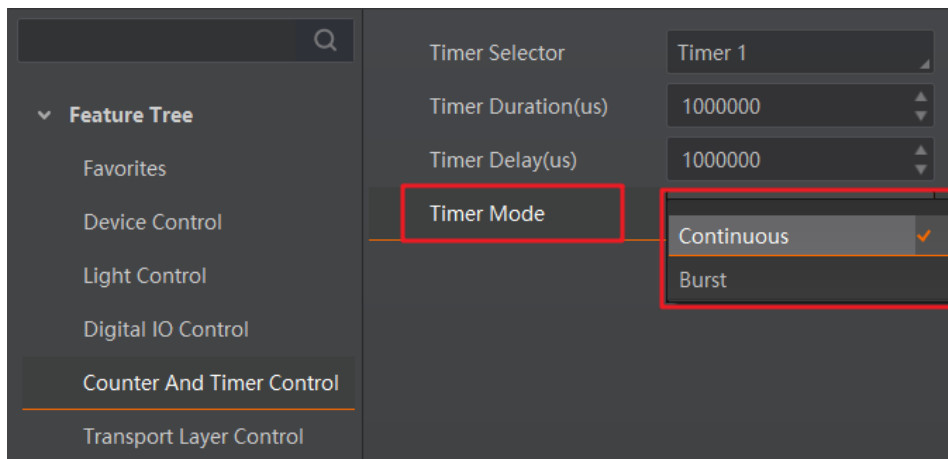 Feature Tree
Favorites
Device Control
Light Control
Digital IO Control
Counter And Timer Control
Transport Layer Control
Timer Selector
Timer 1
Timer Duration(us)
1000000
Timer Delay(us)
1000000
Timer Mode
Continuous
Burst